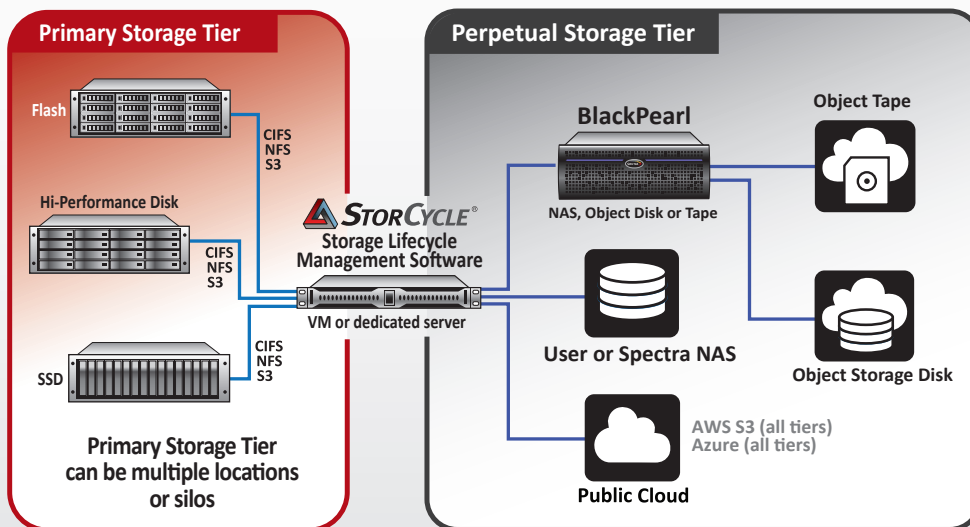 Primary Storage Tier
Flash
CIFS
NFS
S3
Hi-Performance Disk
CIFS
NFS
S3
SSD
CIFS
NFS
S3
Primary Storage Tier
can be multiple locations
or silos
STORCYCLE®
Storage Lifecycle
Management Software
VM or dedicated server
Perpetual Storage Tier
BlackPearl
NAS, Object Disk or Tape
Object Tape
User or Spectra NAS
Object Storage Disk
AWS S3 (all tiers)
Azure (all tiers)
Public Cloud